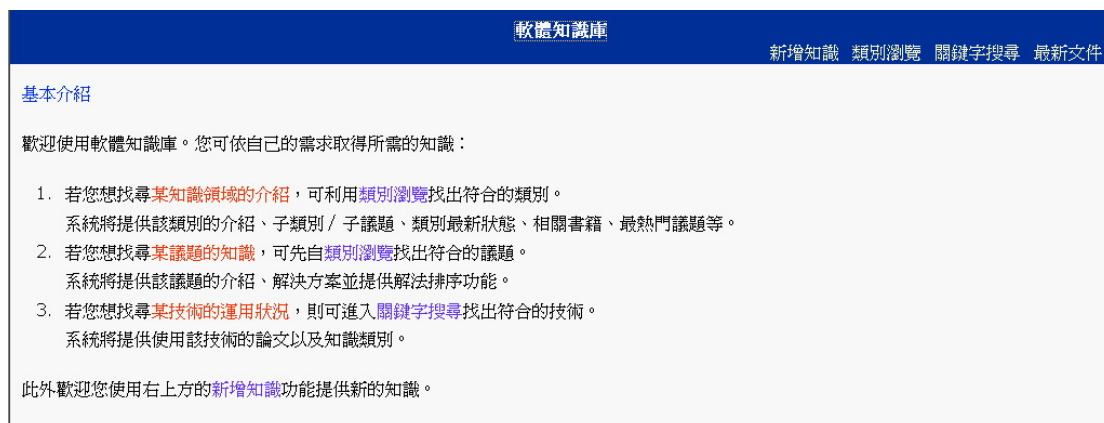 軟體知識庫
新增知識 類別瀏覽 關鍵字搜尋 最新文件
基本介紹
歡迎使用軟體知識庫。您可依自己的需求取得所需的知識：
1. 若您想找尋某知識領域的介紹，可利用類別瀏覽找出符合的類別。
系統將提供該類別的介紹、子類別 / 子議題、類別最新狀態、相關書籍、最熱門議題等。
2. 若您想找尋某議題的知識，可先自類別瀏覽找出符合的議題。
系統將提供該議題的介紹、解決方案並提供解法排序功能。
3. 若您想找尋某技術的運用狀況，則可進入關鍵字搜尋找出符合的技術。
系統將提供使用該技術的論文以及知識類別。
此外歡迎您使用右上方的新增知識功能提供新的知識。